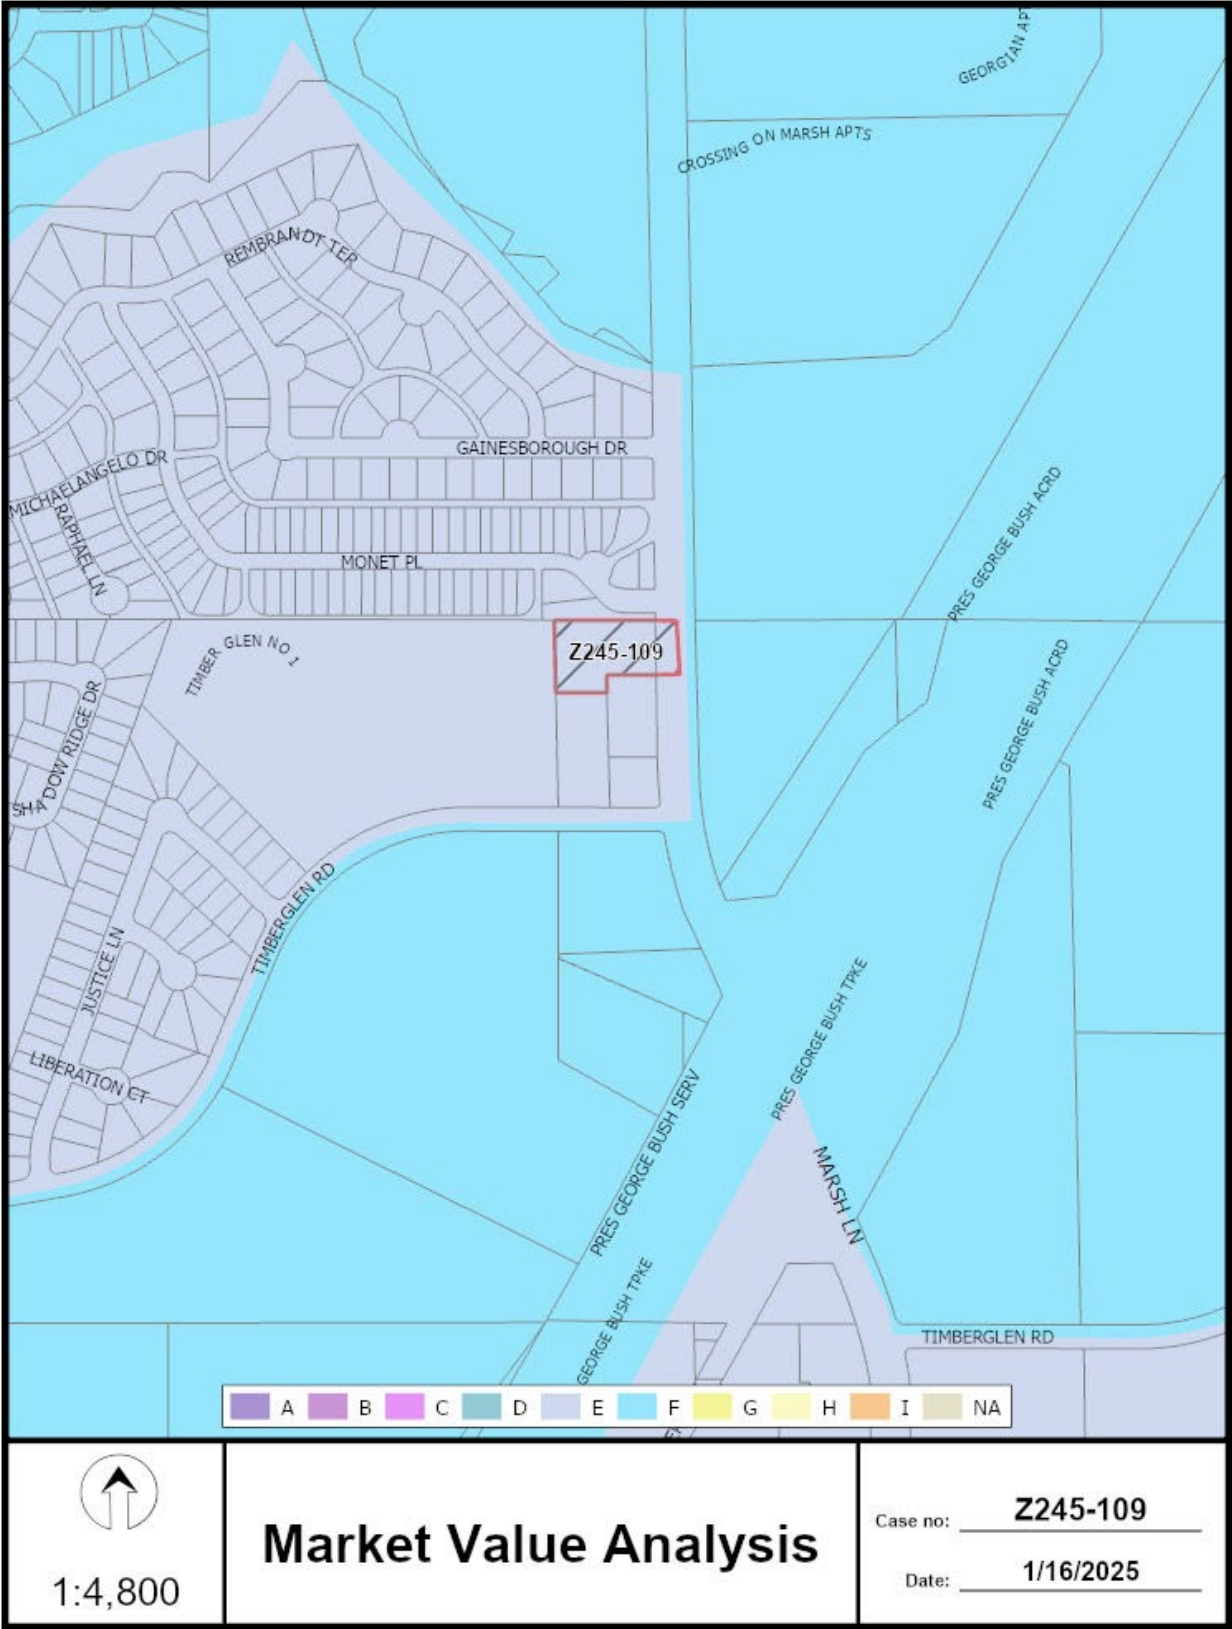 GEORGIAN APT
CROSSING ON MARSH APTS
REMBRANDT TER
GAINESBOROUGH DR
MICHAELANGELO DR
RAPHAEL LN
MONET PL
PRES GEORGE BUSH ACRD
Z245-109
TIMBER GLEN NO 1
SHADOW RIDGE DR
PRES GEORGE BUSH ACRD
TIMBERGLEN RD
JUSTICE LN
LIBERATION CT
PRES GEORGE BUSH TPKE
PRES GEORGE BUSH SERV
MARSH LN
GEORGE BUSH TPKE
TIMBERGLEN RD
A B C D E F G H I NA
1:4,800
Market Value Analysis
Case no: Z245-109
Date: 1/16/2025